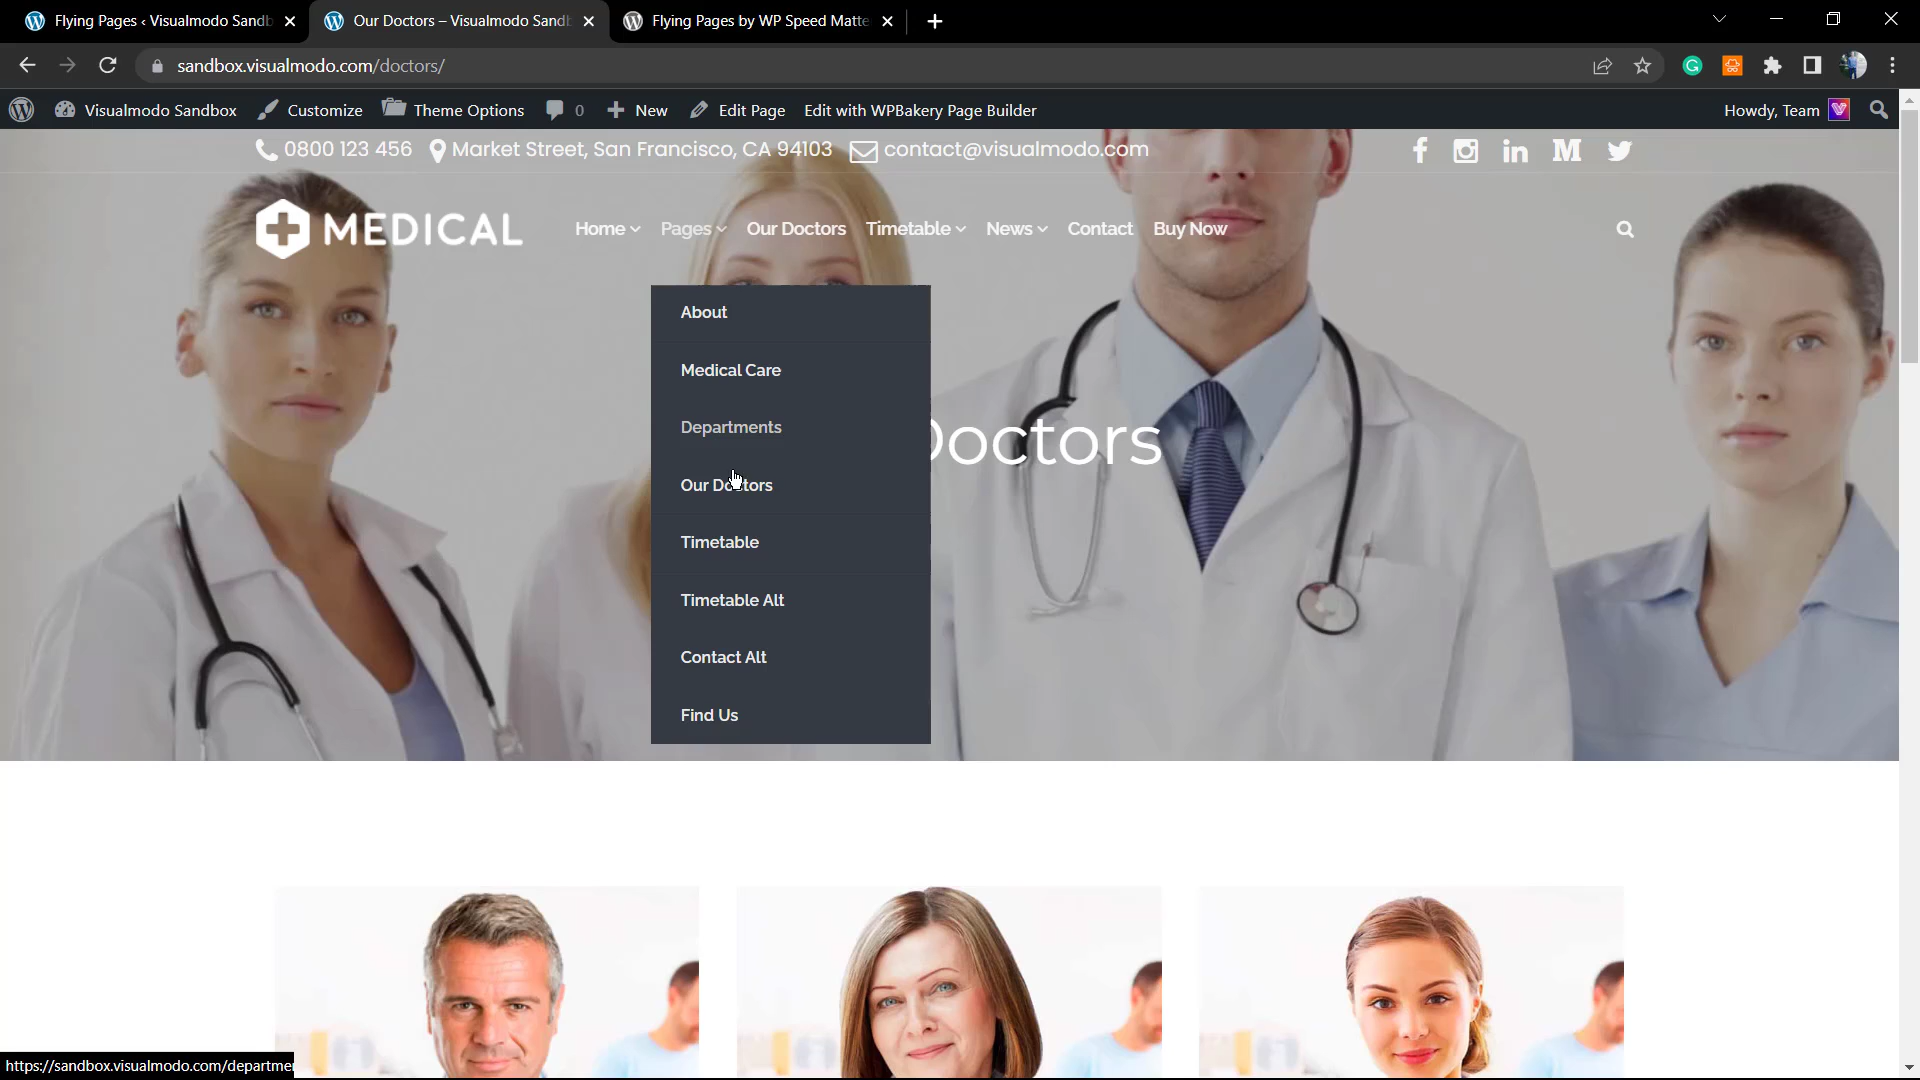 Flying Pages ‹ Visualmodo Sandb
Our Doctors – Visualmodo Sandb
Flying Pages by WP Speed Matte
sandbox.visualmodo.com/doctors/
Visualmodo Sandbox
Customize
Theme Options
0
New
Edit Page
Edit with WPBakery Page Builder
Howdy, Team
0800 123 456
Market Street, San Francisco, CA 94103
contact@visualmodo.com
MEDICAL
Home
Pages
Our Doctors
Timetable
News
Contact
Buy Now
About
Medical Care
Departments
Doctors
Our Doctors
Timetable
Timetable Alt
Contact Alt
Find Us
https://sandbox.visualmodo.com/departmen